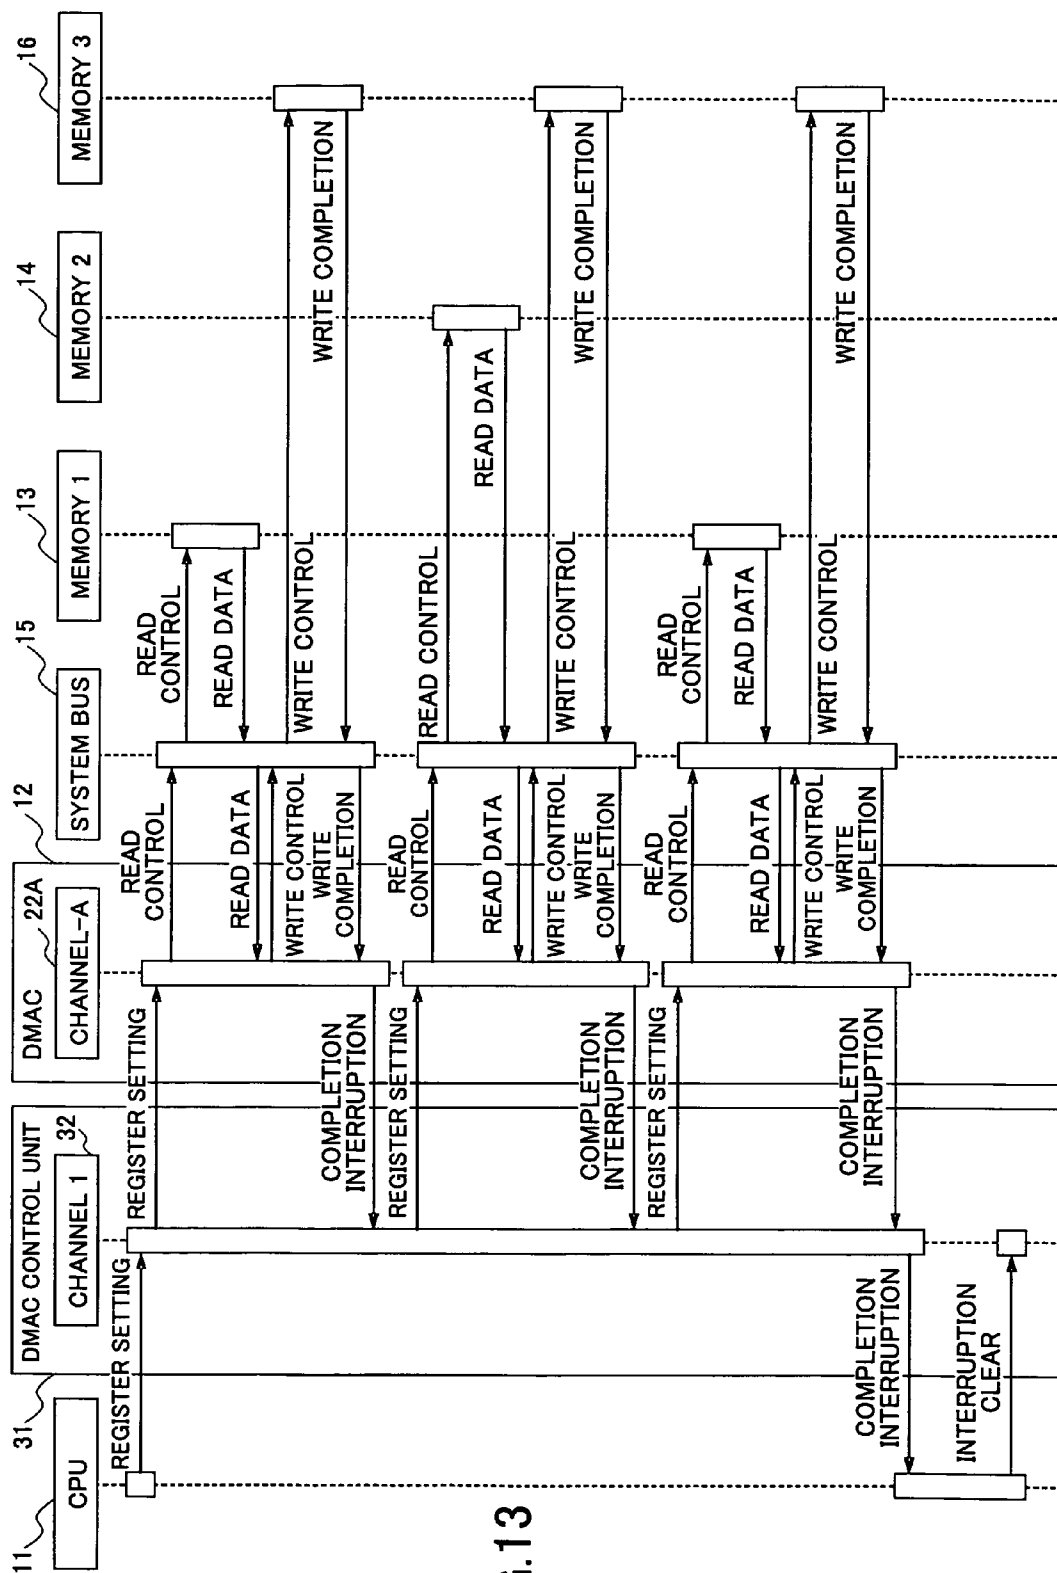 11
31
12
15
13
14
16
CPU
DMAC CONTROL UNIT
CHANNEL 1
32
DMAC
22A
CHANNEL-A
SYSTEM BUS
MEMORY 1
MEMORY 2
MEMORY 3
REGISTER SETTING
REGISTER SETTING
READ
CONTROL
READ
CONTROL
READ DATA
READ DATA
WRITE CONTROL
WRITE CONTROL
WRITE
COMPLETION
WRITE COMPLETION
COMPLETION
INTERRUPTION
REGISTER SETTING
READ
CONTROL
READ CONTROL
READ DATA
READ DATA
WRITE CONTROL
WRITE CONTROL
WRITE
COMPLETION
WRITE COMPLETION
COMPLETION
INTERRUPTION
REGISTER SETTING
READ
CONTROL
READ
CONTROL
READ DATA
READ DATA
WRITE CONTROL
WRITE CONTROL
WRITE
COMPLETION
WRITE COMPLETION
COMPLETION
INTERRUPTION
COMPLETION
INTERRUPTION
INTERRUPTION
CLEAR
.13